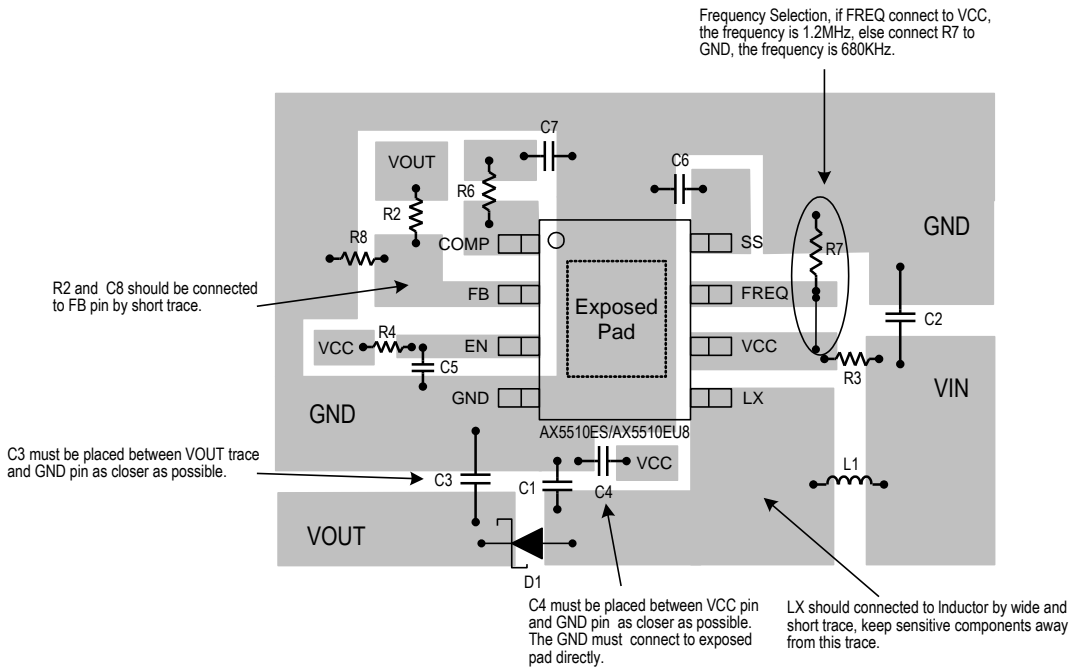 Frequency Selection, if FREQ connect to VCC,
the frequency is 1.2MHz, else connect R7 to
GND, the frequency is 680KHz.
C7
VOUT
C6
R6
R2
GND
COMP
SS
R7
R8
R2 and C8 should be connected
to FB pin by short trace.
FB
Exposed
Pad
FREQ
C2
R4
VCC
EN
VCC
C5
R3
VIN
GND
GND
LX
AX5510ES/AX5510EU8
C3 must be placed between VOUT trace
and GND pin as closer as possible.
VCC
L1
C3
C1
C4
VOUT
D1
C4 must be placed between VCC pin
and GND pin as closer as possible.
The GND must connect to exposed
pad directly.
LX should connected to Inductor by wide and
short trace, keep sensitive components away
from this trace.